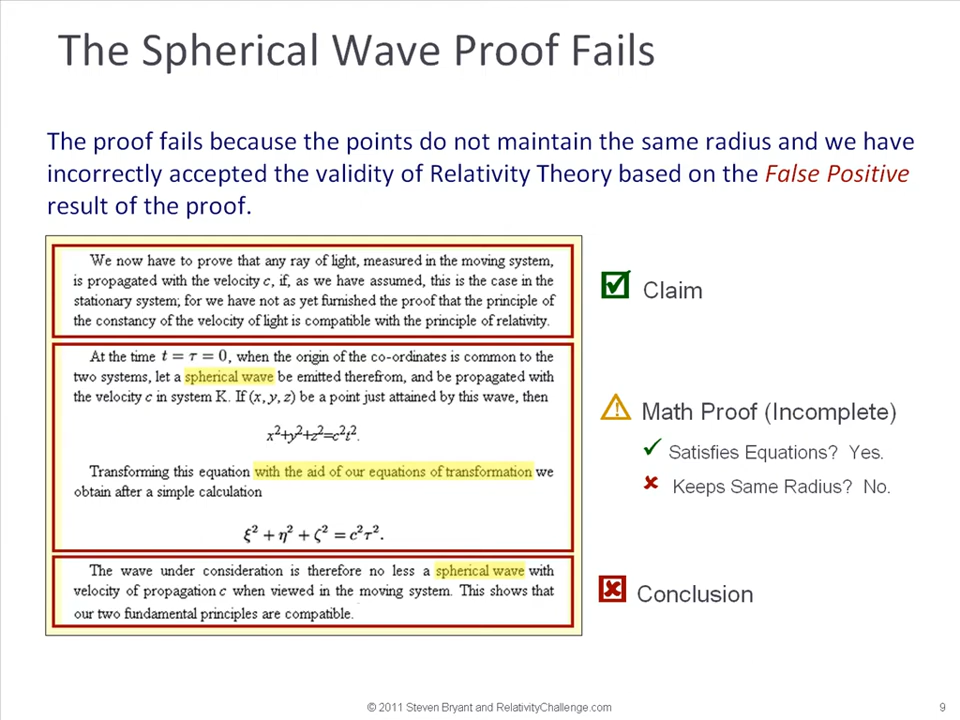 The Spherical Wave Proof Fails
The proof fails because the points do not maintain the same radius and we have
incorrectly accepted the validity of Relativity Theory based on the False Positive
result of the proof.
We now have to prove that any ray of light, measured in the moving system,
is propagated with the velocity c, if, as we have assumed, this is the case in the
stationary system; for we have not as yet furnished the proof that the principle of
the constancy of the velocity of light is compatible with the principle of relativity.
At the time t = τ = 0, when the origin of the co-ordinates is common to the
two systems, let a spherical wave be emitted therefrom, and be propagated with
the velocity c in system K. If (x, y, z) be a point just attained by this wave, then
x²+y²+z²=c²t².
Transforming this equation with the aid of our equations of transformation we
obtain after a simple calculation
ξ² + η² + ζ² = c²τ².
The wave under consideration is therefore no less a spherical wave with
velocity of propagation c when viewed in the moving system. This shows that
our two fundamental principles are compatible.
Claim
Math Proof (Incomplete)
Satisfies Equations? Yes.
Keeps Same Radius? No.
Conclusion
© 2011 Steven Bryant and RelativityChallenge.com
9